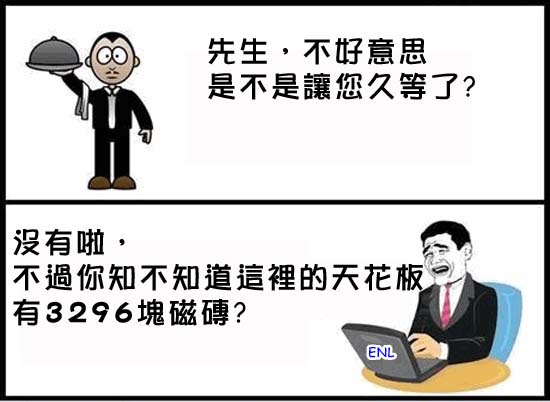 先生，不好意思
是不是讓您久等了?
沒有啦，
不過你知不知道這裡的天花板
有3296塊磁磚?
ENL